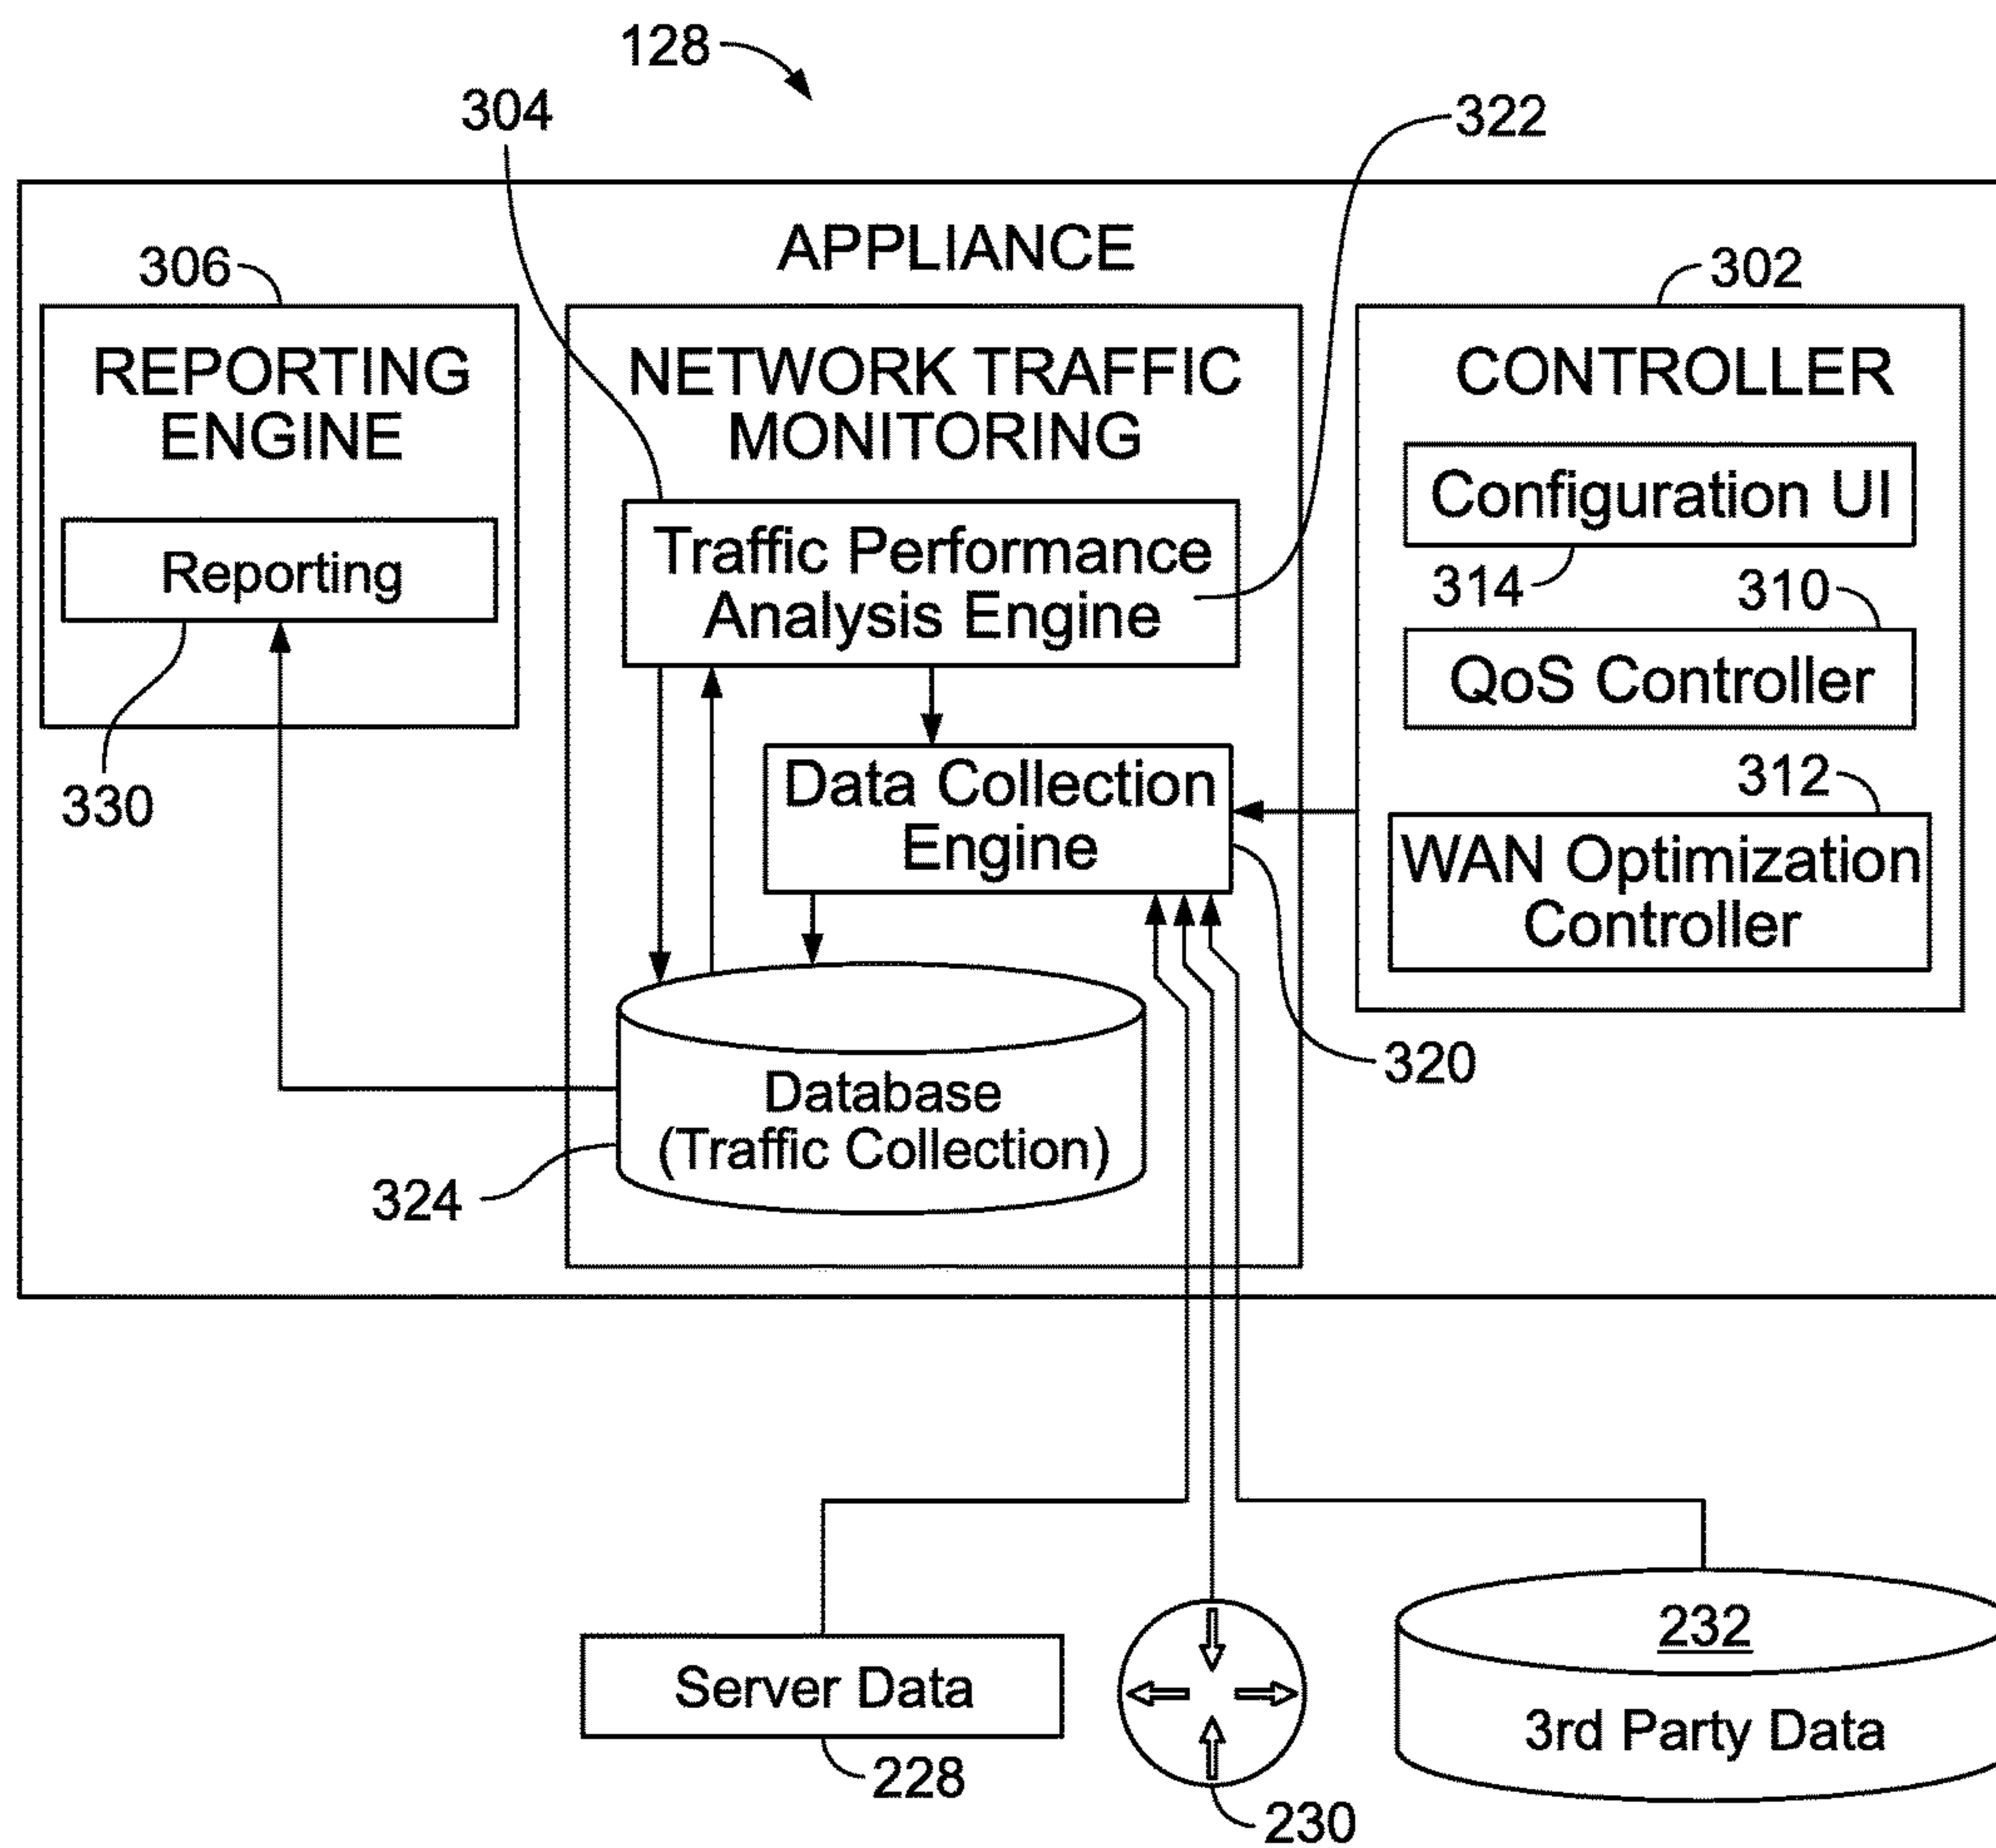 128
304
322
APPLIANCE
306
302
REPORTING
ENGINE
NETWORK TRAFFIC
MONITORING
CONTROLLER
Configuration UI
Reporting
Traffic Performance
Analysis Engine
314
310
QoS Controller
330
Data Collection
Engine
312
WAN Optimization
Controller
320
Database
(Traffic Collection)
324
232
Server Data
3rd Party Data
228
230